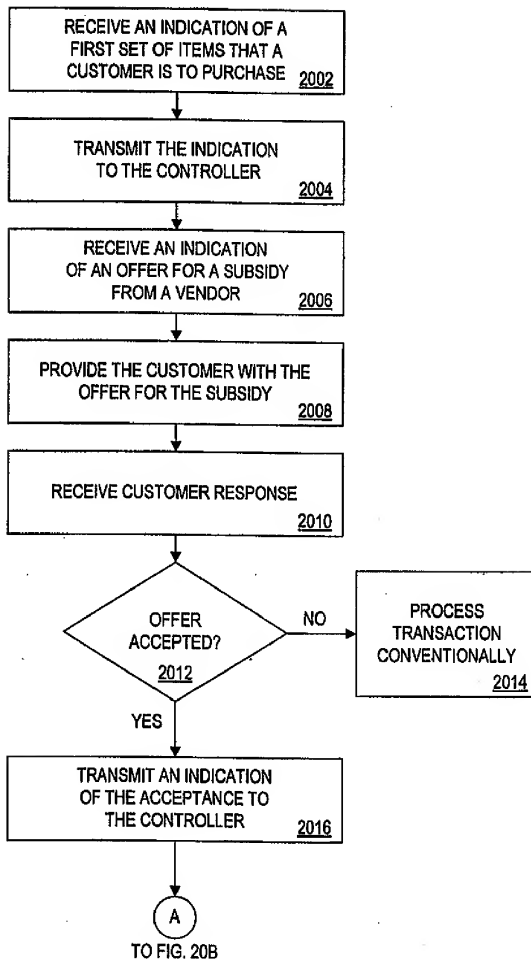 RECEIVE AN INDICATION OF A
FIRST SET OF ITEMS THAT A
CUSTOMER IS TO PURCHASE
2002
TRANSMIT THE INDICATION
TO THE CONTROLLER
2004
RECEIVE AN INDICATION
OF AN OFFER FOR A SUBSIDY
FROM A VENDOR
2006
PROVIDE THE CUSTOMER WITH THE
OFFER FOR THE SUBSIDY
2008
RECEIVE CUSTOMER RESPONSE
2010
OFFER
ACCEPTED?
2012
NO
PROCESS
TRANSACTION
CONVENTIONALLY
2014
YES
TRANSMIT AN INDICATION
OF THE ACCEPTANCE TO
THE CONTROLLER
2016
A
TO FIG. 20B